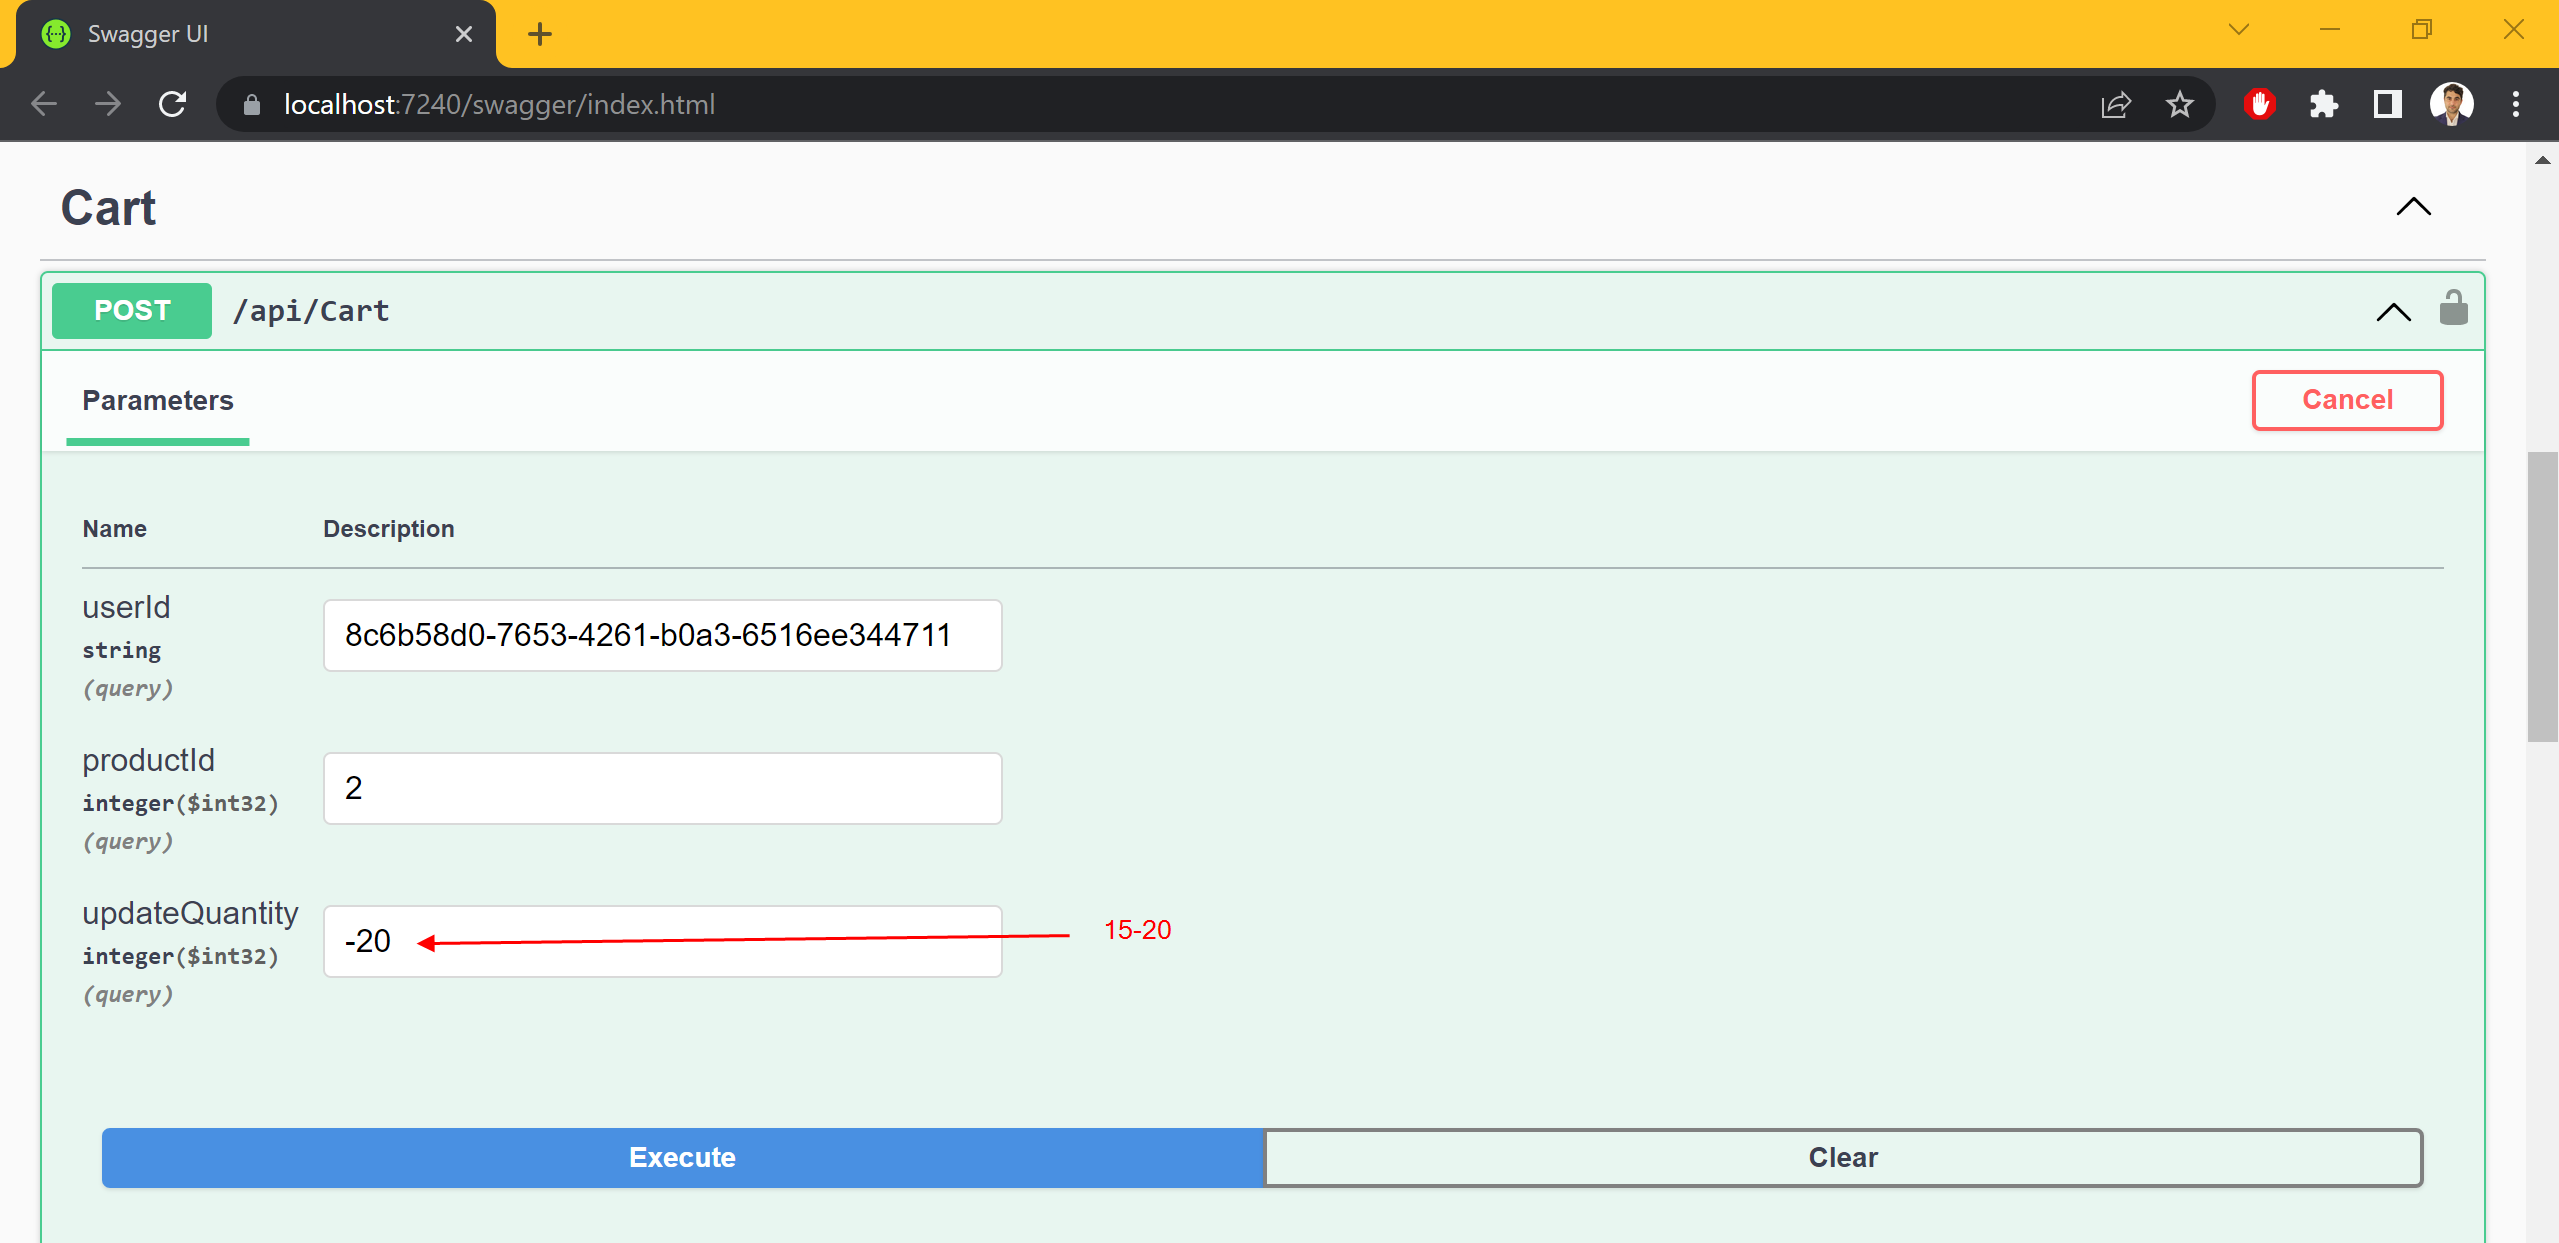 Swagger UI
localhost:7240/swagger/index.html
Cart
POST /api/Cart
Parameters
Cancel
Name Description
userId
string
(query)
8c6b58d0-7653-4261-b0a3-6516ee344711
productId
integer($int32)
(query)
2
updateQuantity
integer($int32)
(query)
-20
15-20
Execute
Clear